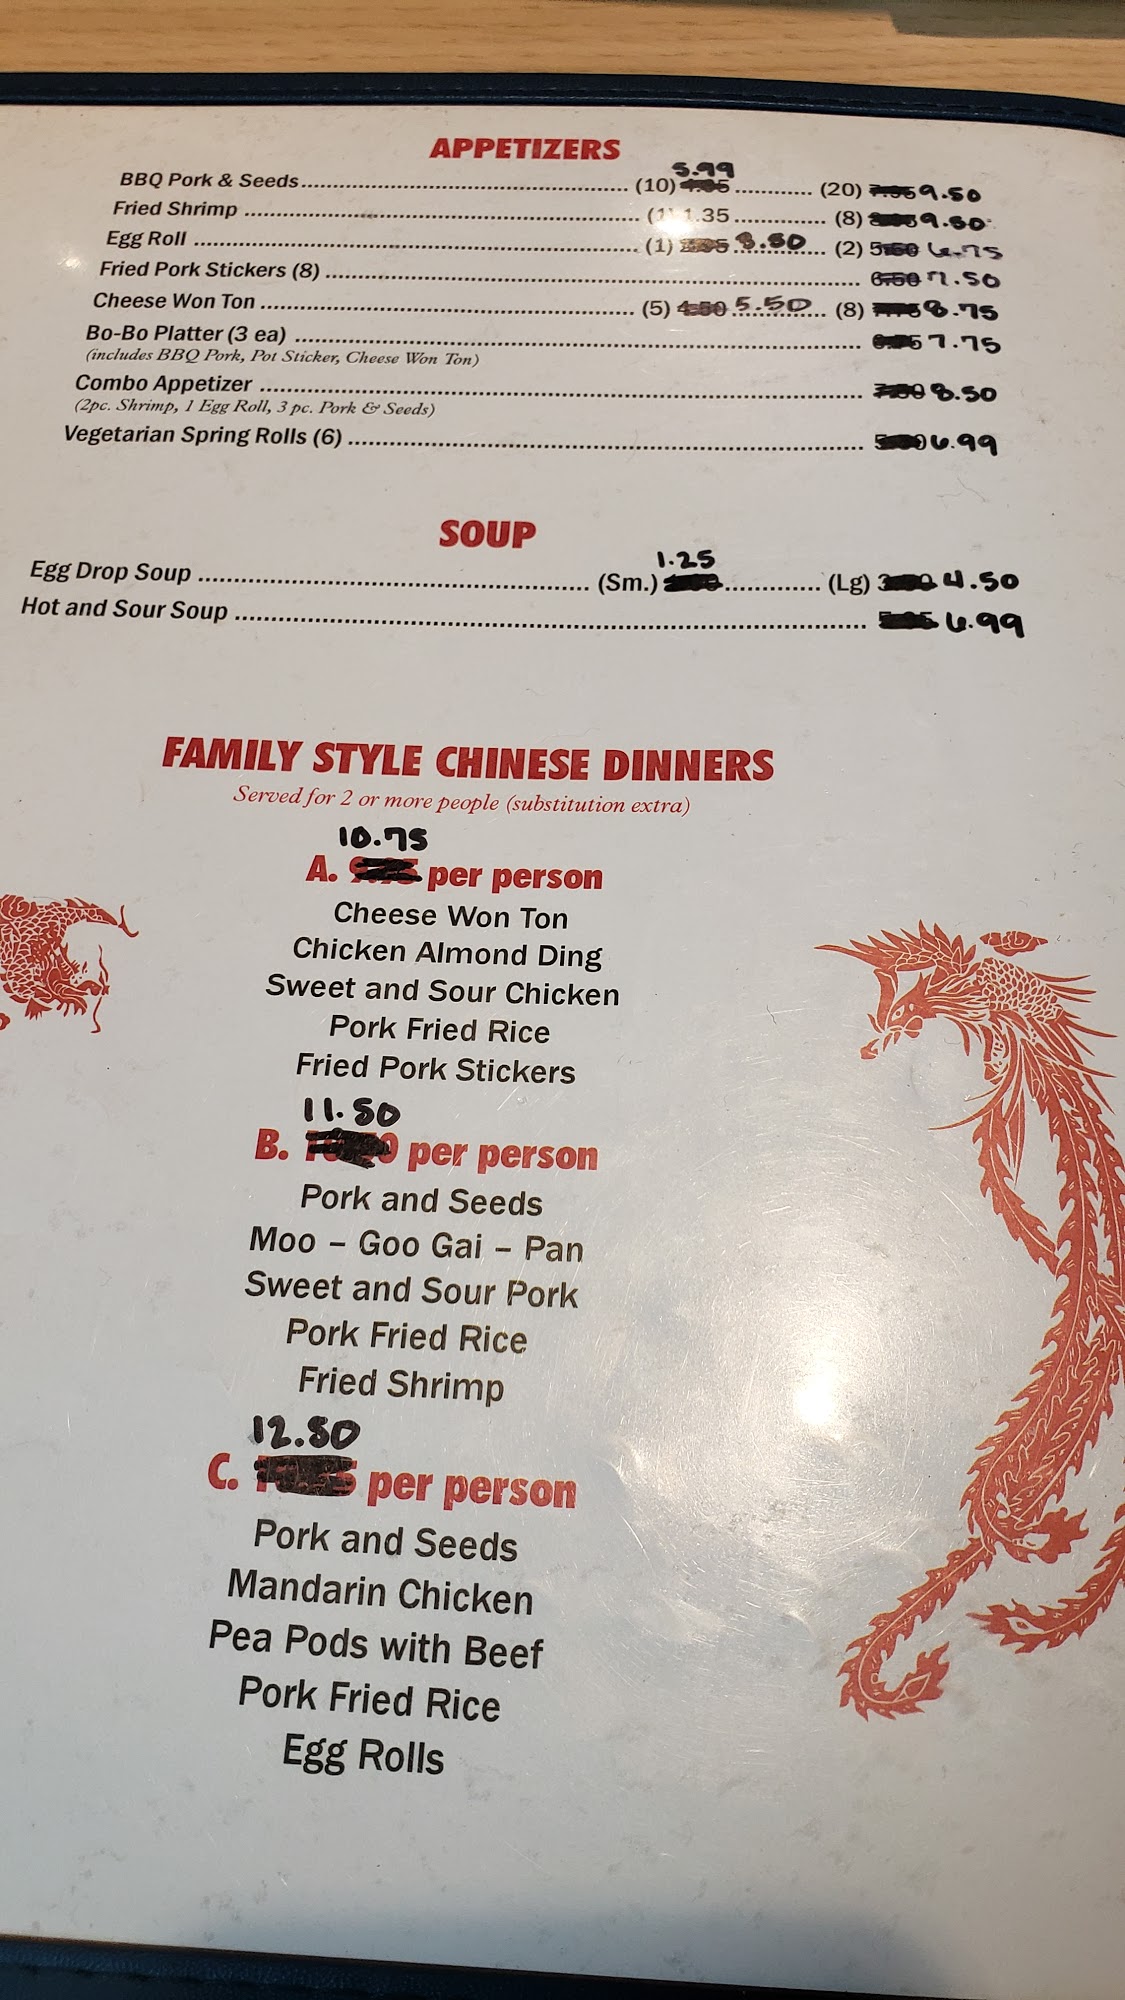 APPETIZERS
5.99
BBQ Pork & Seeds (10) (20) 9.50
Fried Shrimp (1) 1.35 (8) 9.50
Egg Roll (1) 3.50 (2) 5.50 6.75
Fried Pork Stickers (8) 6.50 7.50
Cheese Won Ton (5) 4.50 5.50 (8) 8.75
Bo-Bo Platter (3 ea) 7.75
(includes BBQ Pork, Pot Sticker, Cheese Won Ton)
Combo Appetizer 8.50
(2pc. Shrimp, 1 Egg Roll, 3 pc. Pork & Seeds)
Vegetarian Spring Rolls (6) 6.99
SOUP
1.25
Egg Drop Soup (Sm.) (Lg) 4.50
Hot and Sour Soup 6.99
FAMILY STYLE CHINESE DINNERS
Served for 2 or more people (substitution extra)
10.75
A. per person
Cheese Won Ton
Chicken Almond Ding
Sweet and Sour Chicken
Pork Fried Rice
Fried Pork Stickers
11.50
B. per person
Pork and Seeds
Moo – Goo Gai – Pan
Sweet and Sour Pork
Pork Fried Rice
Fried Shrimp
12.50
C. per person
Pork and Seeds
Mandarin Chicken
Pea Pods with Beef
Pork Fried Rice
Egg Rolls